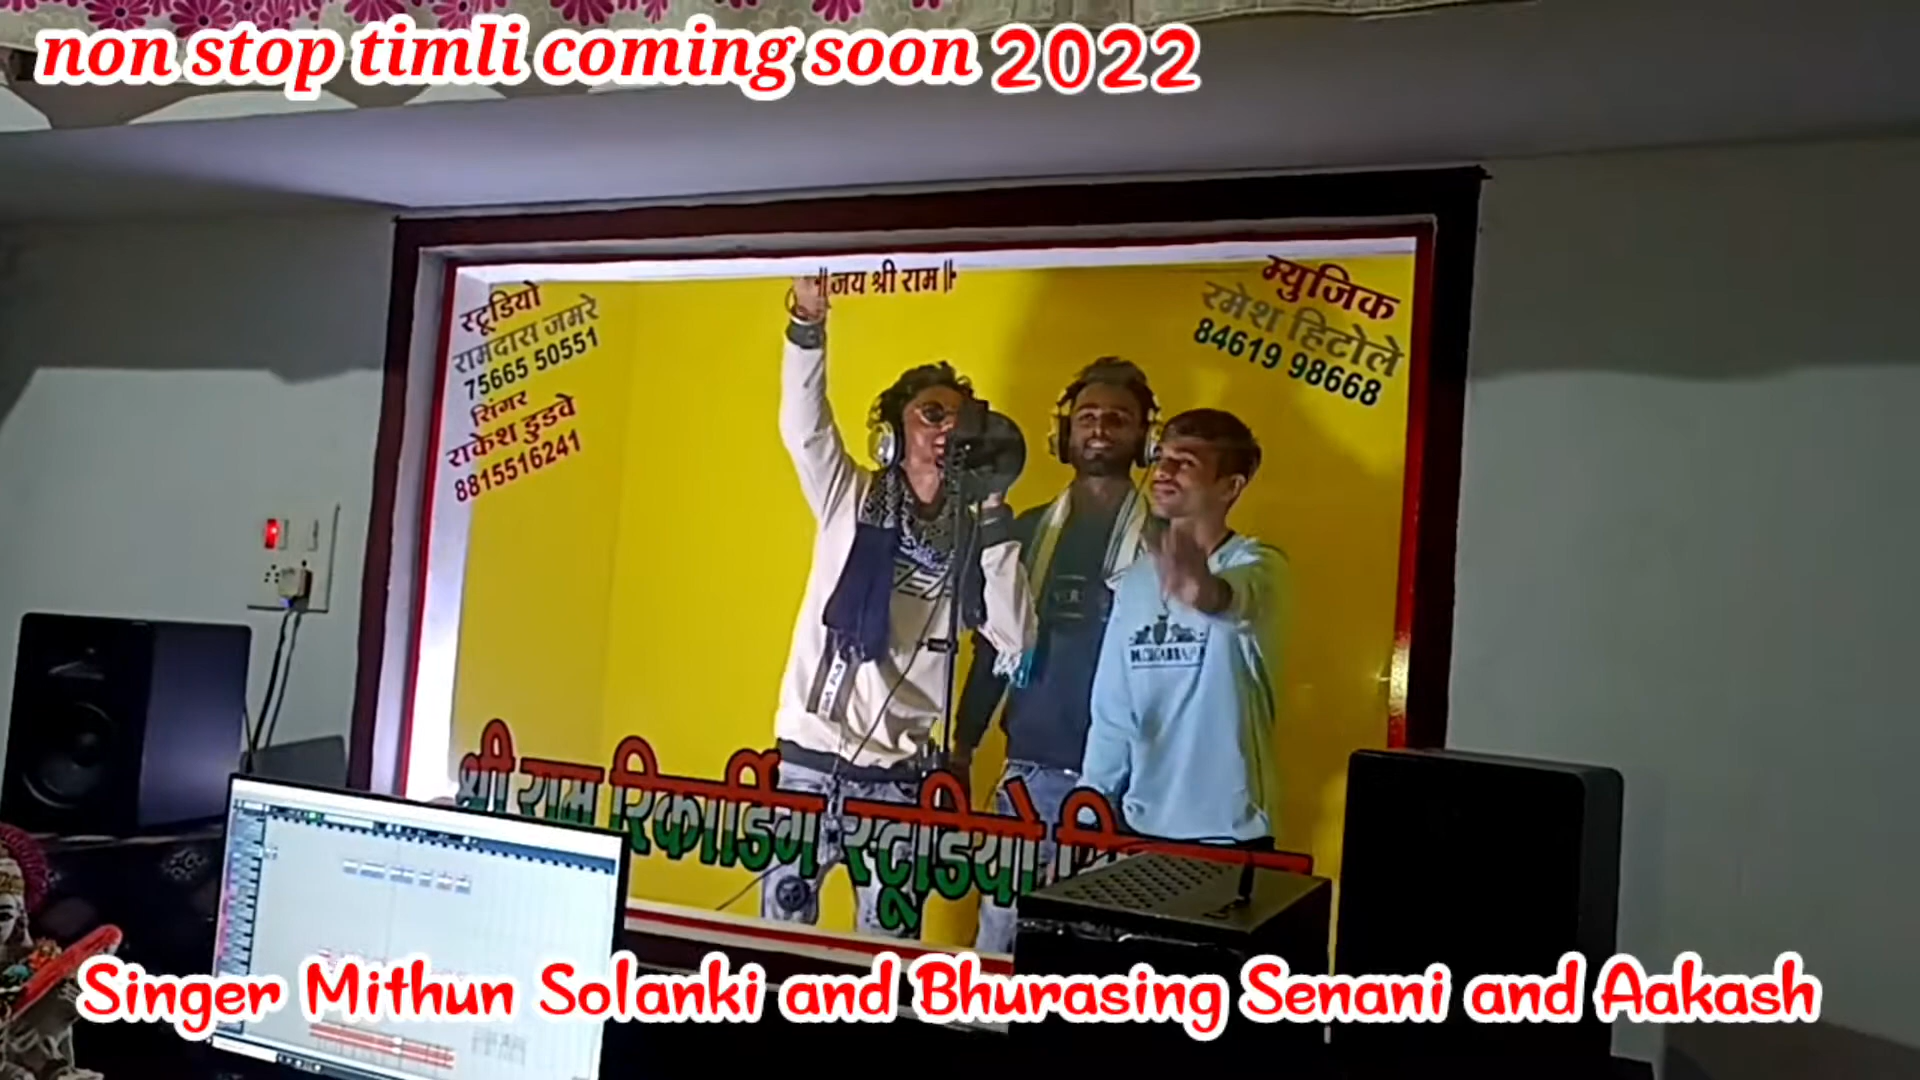 non stop timli coming soon 2022
॥ जय श्री राम ॥
स्टूडियो
रामदास जमरे
75665 50551
सिंगर
राकेश डुडवे
8815516241
म्युजिक
रमेश हिटोले
84619 98668
श्री राम रिकार्डिंग स्टूडियो
Singer Mithun Solanki and Bhurasing Senani and Aakash